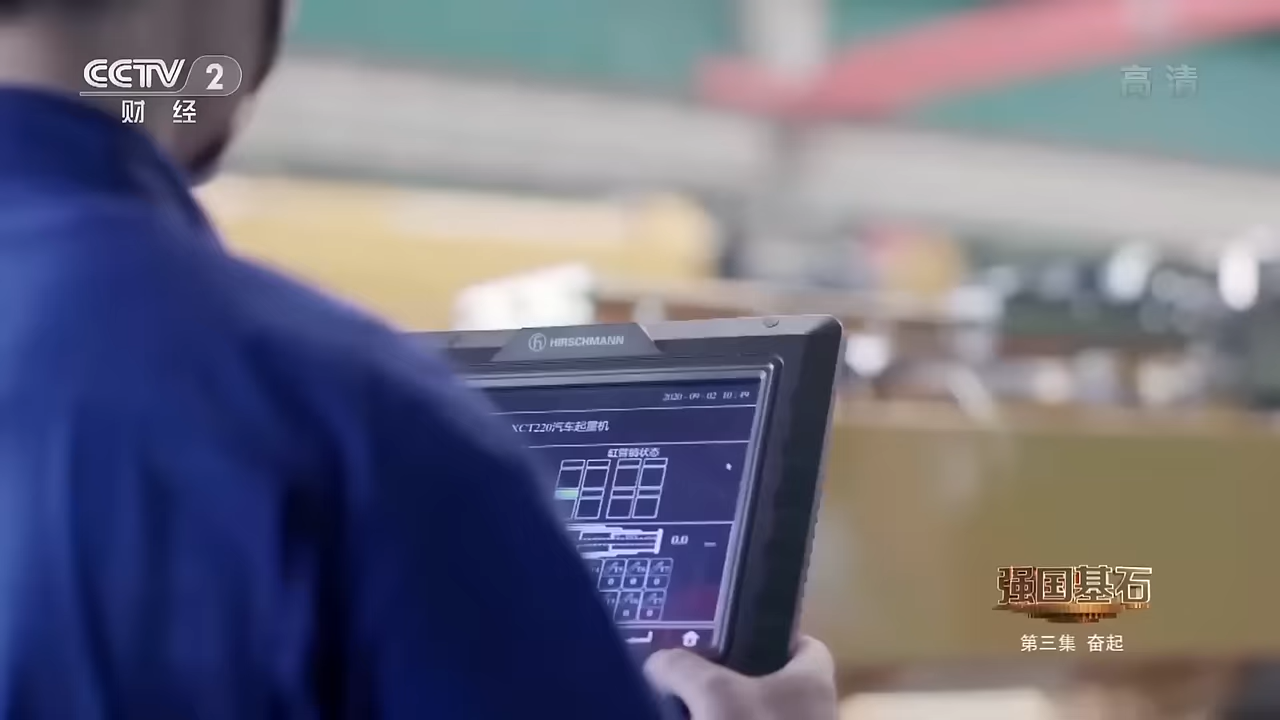 CCTV 2
财 经
高 清
HIRSCHMANN
2020-09-02 10:49
XCT220汽车起重机
缸臂销状态
0.0
强国基石
第三集 奋起